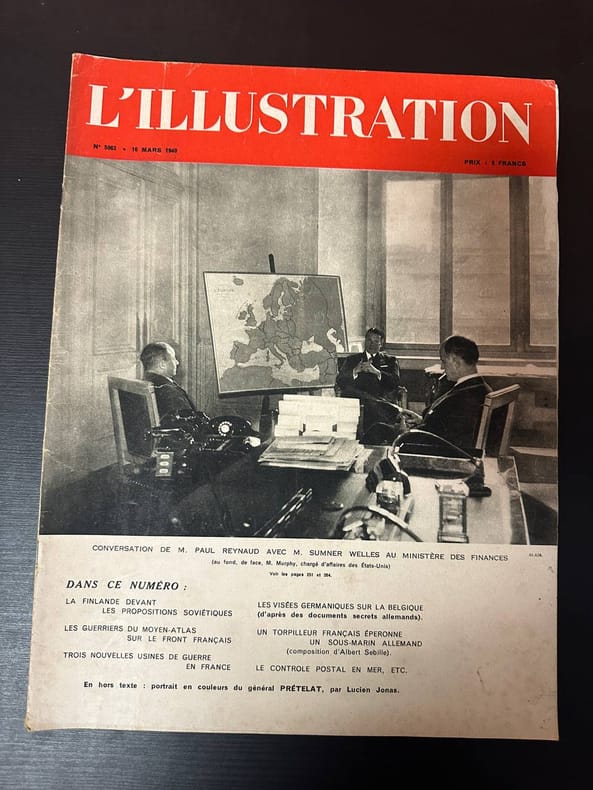 L'ILLUSTRATION
N° 5063 - 16 MARS 1940
PRIX : 5 FRANCS
CONVERSATION DE M. PAUL REYNAUD AVEC M. SUMNER WELLES AU MINISTÈRE DES FINANCES
(au fond, de face, M. Murphy, chargé d'affaires des États-Unis)
Voir les pages 251 et 264.
DANS CE NUMÉRO :
LA FINLANDE DEVANT
LES PROPOSITIONS SOVIÉTIQUES
LES GUERRIERS DU MOYEN-ATLAS
SUR LE FRONT FRANÇAIS
TROIS NOUVELLES USINES DE GUERRE
EN FRANCE
LES VISÉES GERMANIQUES SUR LA BELGIQUE
(d'après des documents secrets allemands).
UN TORPILLEUR FRANÇAIS ÉPERONNE
UN SOUS-MARIN ALLEMAND
(composition d'Albert Sebille).
LE CONTROLE POSTAL EN MER, ETC.
En hors texte : portrait en couleurs du général PRÉTELAT, par Lucien Jonas.